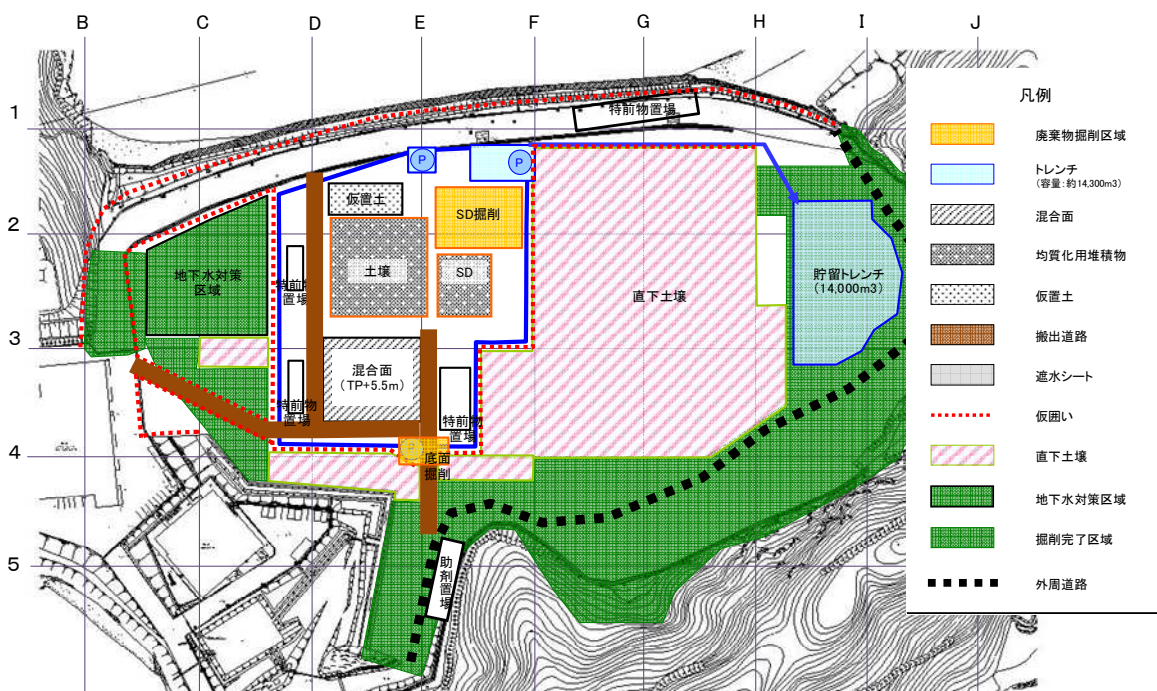 B C D E F G H I J
1
特前物置場
凡例
廃棄物掘削区域
P
P
トレンチ
(容量:約14,300m3)
仮置土
SD掘削
混合面
2
地下水対策
区域
土壌
SD
均質化用堆積物
直下土壌
貯留トレンチ
(14,000m3)
特前物
置場
仮置土
3
搬出道路
混合面
(TP+5.5m)
遮水シート
特前物
置場
特前物
置場
仮囲い
4
P
底面
掘削
直下土壌
地下水対策区域
掘削完了区域
5
助剤置場
外周道路